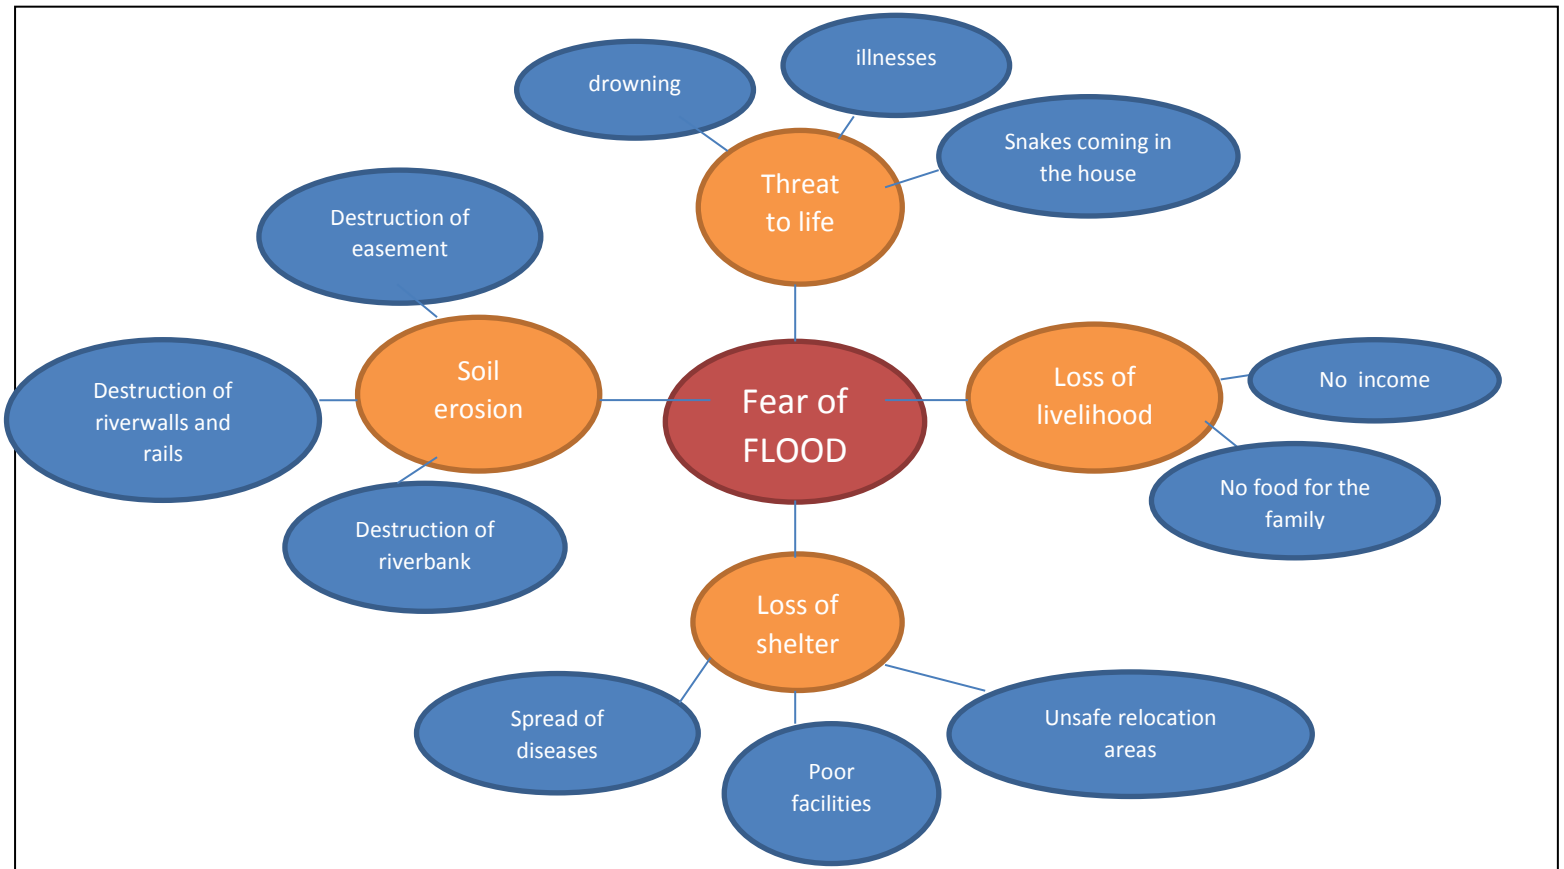 drowning
illnesses
Snakes coming in
the house
Threat
to life
Destruction of
easement
Soil
erosion
Destruction of
riverwalls and
rails
Destruction of
riverbank
Fear of
FLOOD
Loss of
livelihood
No  income
No food for the
family
Loss of
shelter
Spread of
diseases
Poor
facilities
Unsafe relocation
areas